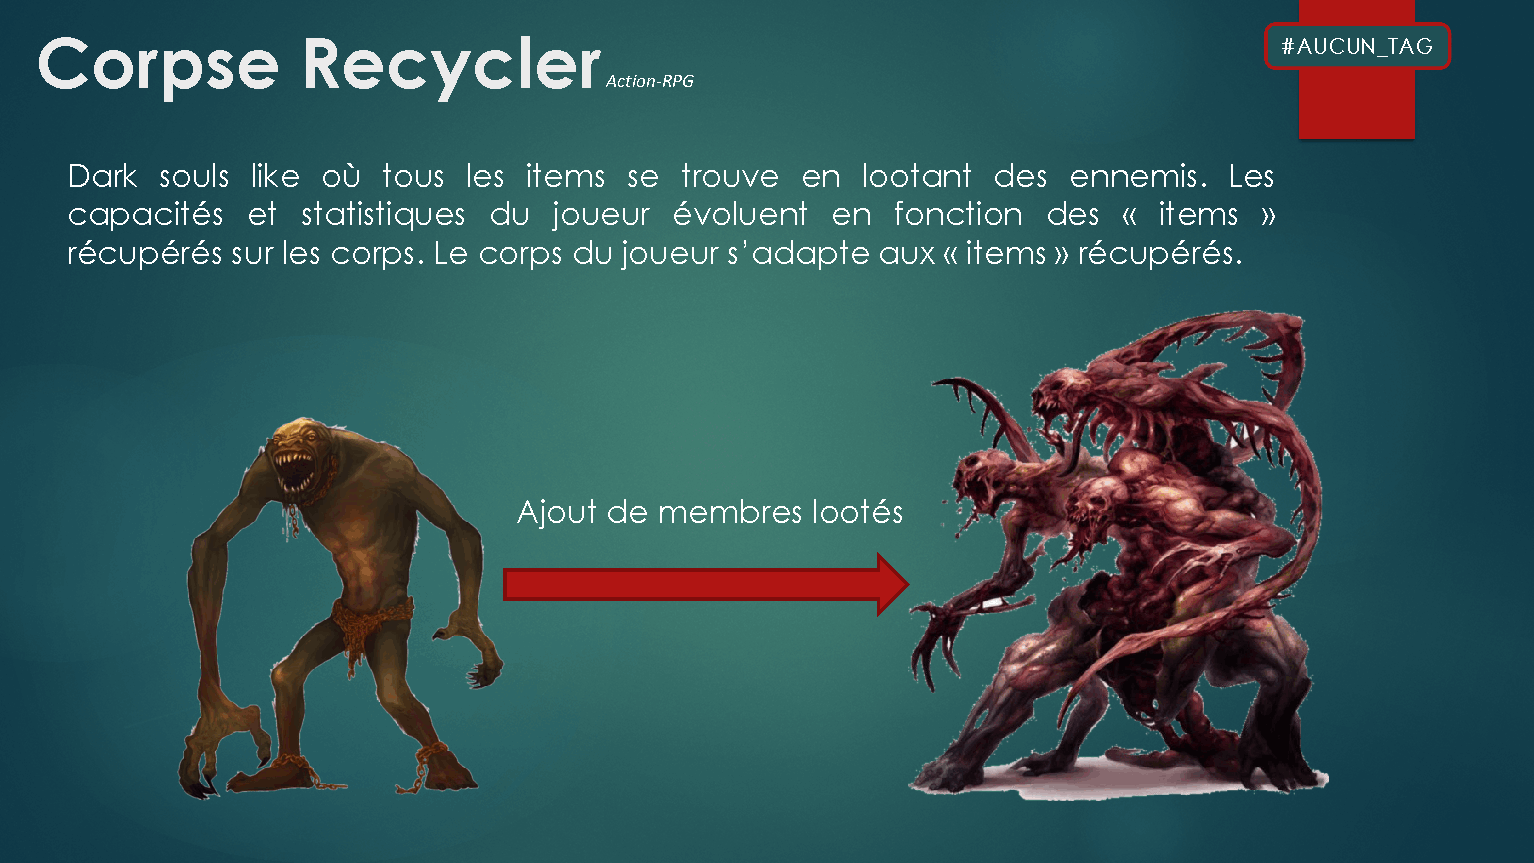 Corpse Recycler Action-RPG
#AUCUN_TAG
Dark souls like où tous les items se trouve en lootant des ennemis. Les
capacités et statistiques du joueur évoluent en fonction des « items »
récupérés sur les corps. Le corps du joueur s’adapte aux « items » récupérés.
Ajout de membres lootés